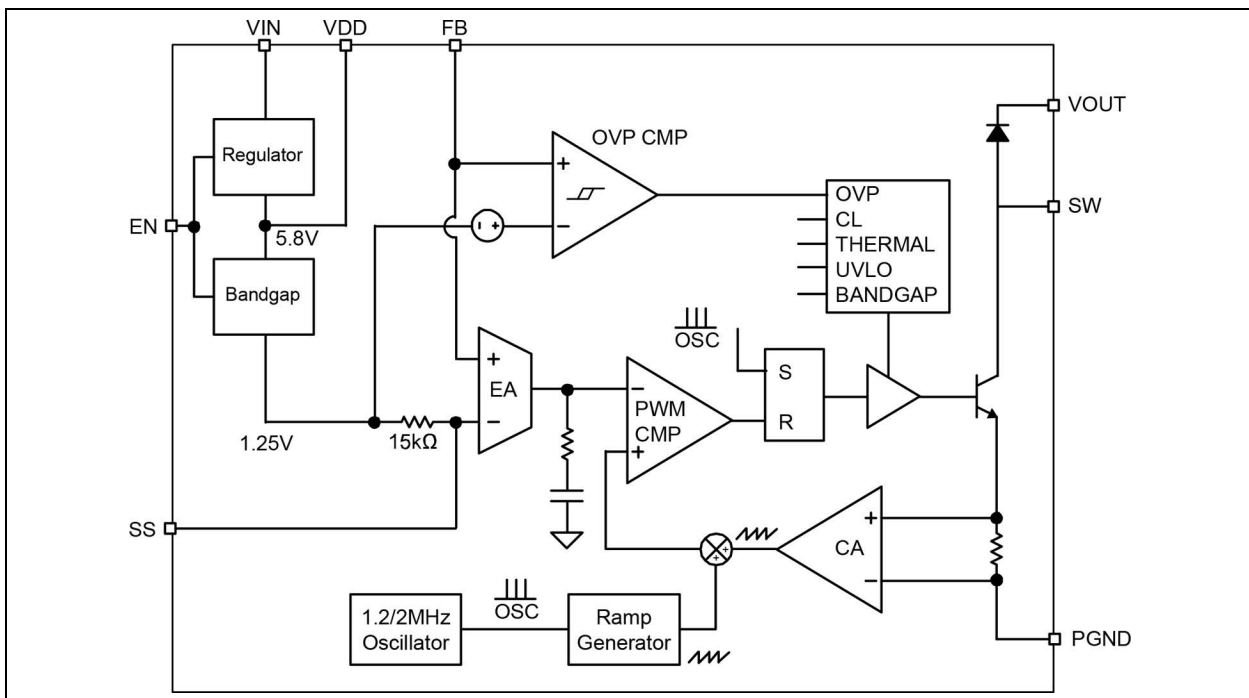 VIN VDD FB
OVP CMP
VOUT
Regulator
+
OVP
SW
CL
EN
5.8V
- +
−
THERMAL
UVLO
Bandgap
BANDGAP
OSC
+
S
EA
−
PWM
CMP
R
−
1.25V
15kΩ
+
SS
+
CA
+
+
−
1.2/2MHz
Oscillator
OSC
Ramp
Generator
PGND